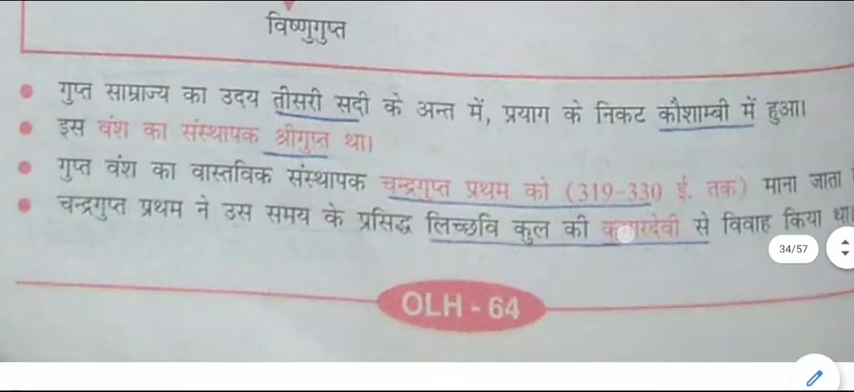 विष्णुगुप्त
गुप्त साम्राज्य का उदय तीसरी सदी के अन्त में, प्रयाग के निकट कौशाम्बी में हुआ।
इस वंश का संस्थापक श्रीगुप्त था।
गुप्त वंश का वास्तविक संस्थापक चन्द्रगुप्त प्रथम को (319-330 ई. तक) माना जाता
चन्द्रगुप्त प्रथम ने उस समय के प्रसिद्ध लिच्छवि कुल की से विवाह किया था
34/57
OLH - 64